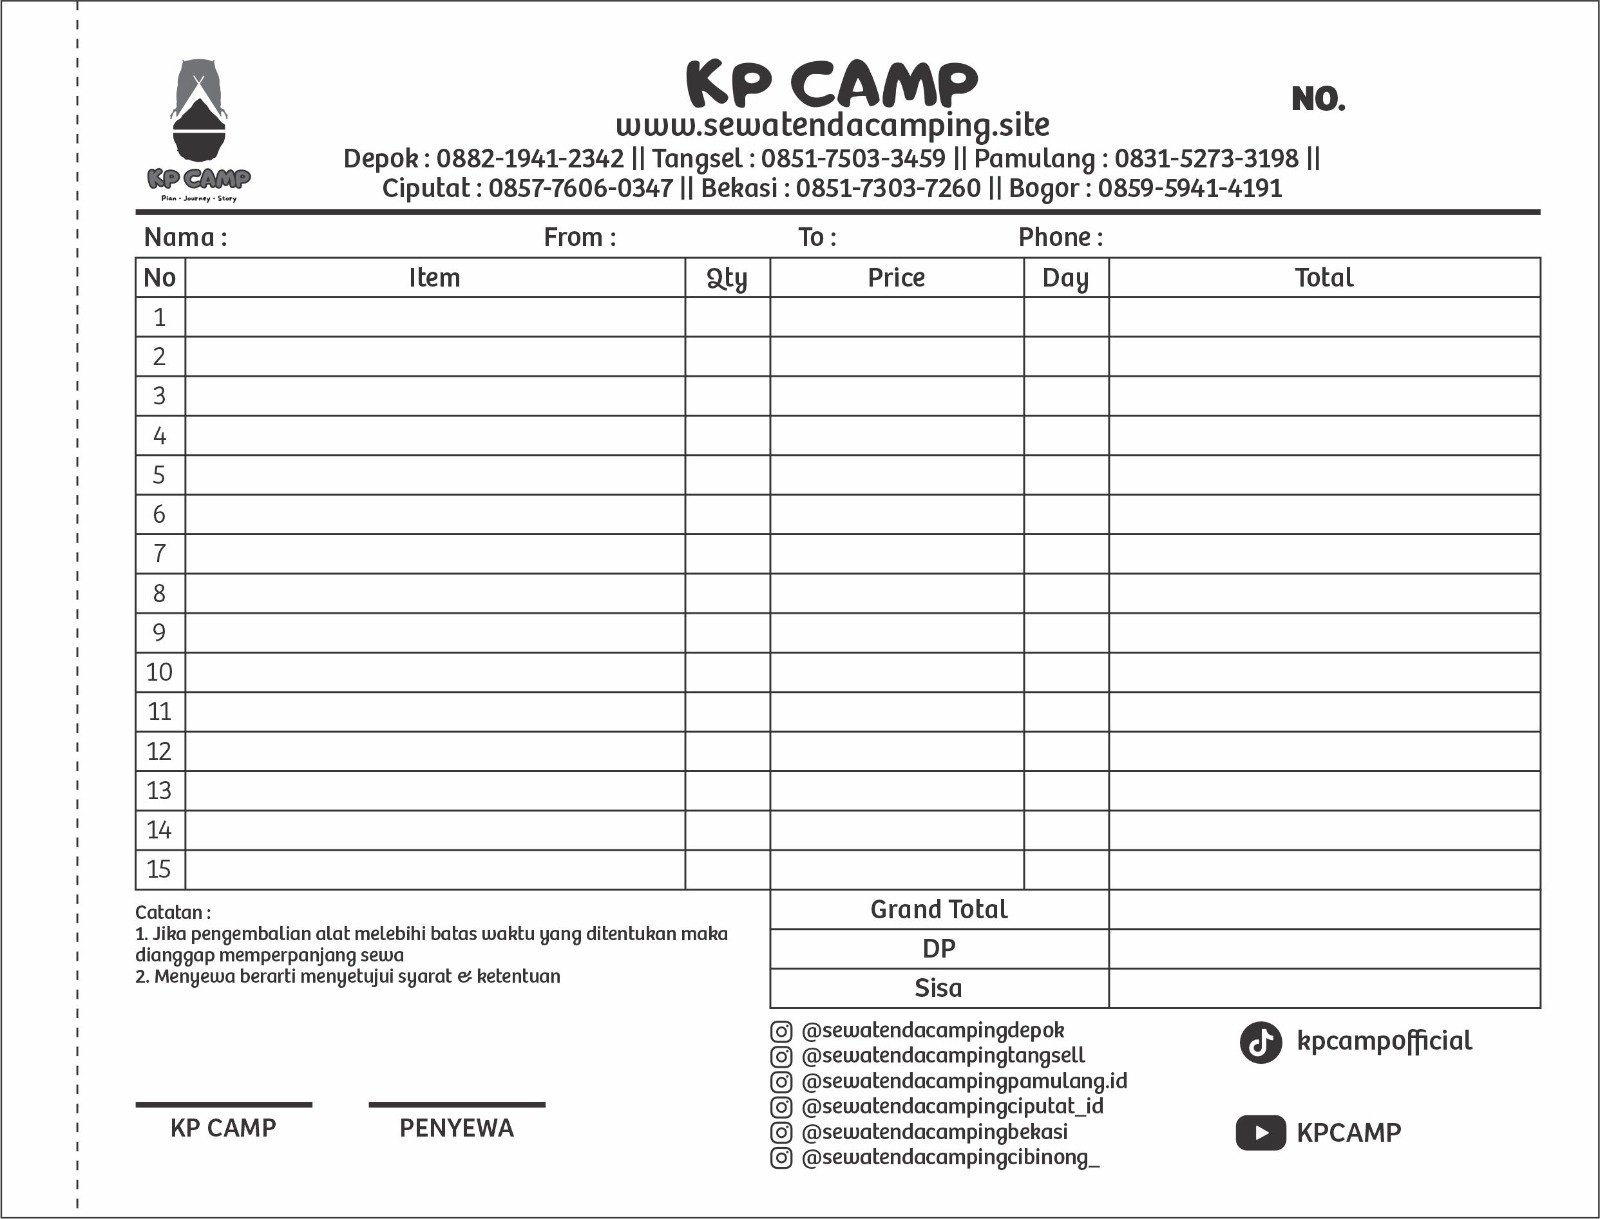 KP CAMP
www.sewatendacamping.site
NO.
Depok : 0882-1941-2342 || Tangsel : 0851-7503-3459 || Pamulang : 0831-5273-3198 ||
Ciputat : 0857-7606-0347 || Bekasi : 0851-7303-7260 || Bogor : 0859-5941-4191
KP CAMP
Plan • Journey • Story
Nama : From : To : Phone :
No Item Qty Price Day Total
1
2
3
4
5
6
7
8
9
10
11
12
13
14
15
Grand Total
DP
Sisa
Catatan :
1. Jika pengembalian alat melebihi batas waktu yang ditentukan maka
dianggap memperpanjang sewa
2. Menyewa berarti menyetujui syarat & ketentuan
KP CAMP PENYEWA
@sewatendacampingdepok
@sewatendacampingtangsell
@sewatendacampingpamulang.id
@sewatendacampingciputat_id
@sewatendacampingbekasi
@sewatendacampingcibinong_
kpcampofficial
KPCAMP